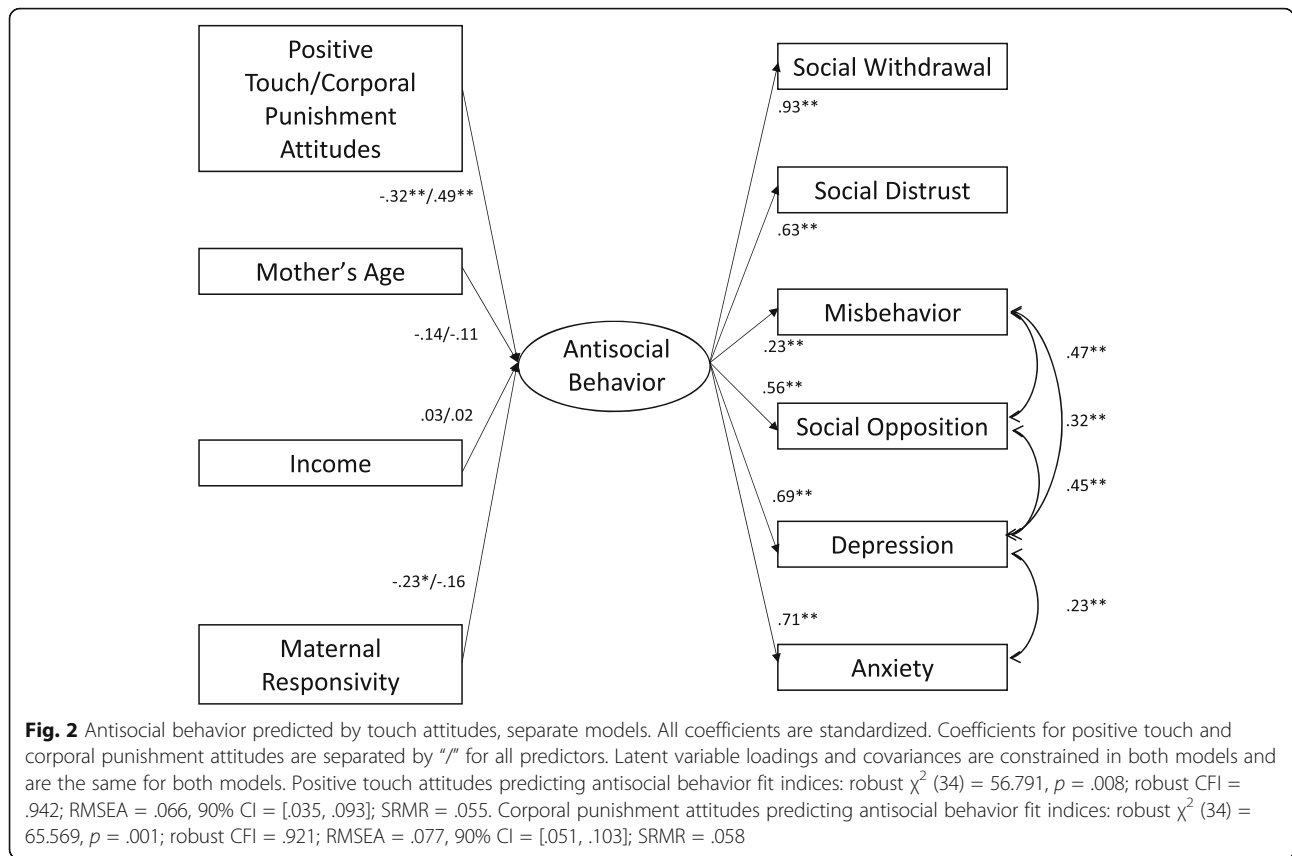 Positive
Touch/Corporal
Punishment
Attitudes
-.32**/.49**
Mother's Age
-.14/-.11
.03/.02
Income
-.23*/-.16
Maternal
Responsivity
Antisocial
Behavior
Social Withdrawal
.93**
Social Distrust
.63**
Misbehavior
.23**
.56**
Social Opposition
.69**
Depression
.71**
Anxiety
.47**
.32**
.45**
.23**
Fig. 2 Antisocial behavior predicted by touch attitudes, separate models. All coefficients are standardized. Coefficients for positive touch and
corporal punishment attitudes are separated by “/” for all predictors. Latent variable loadings and covariances are constrained in both models and
are the same for both models. Positive touch attitudes predicting antisocial behavior fit indices: robust χ² (34) = 56.791, p = .008; robust CFI =
.942; RMSEA = .066, 90% CI = [.035, .093]; SRMR = .055. Corporal punishment attitudes predicting antisocial behavior fit indices: robust χ² (34) =
65.569, p = .001; robust CFI = .921; RMSEA = .077, 90% CI = [.051, .103]; SRMR = .058